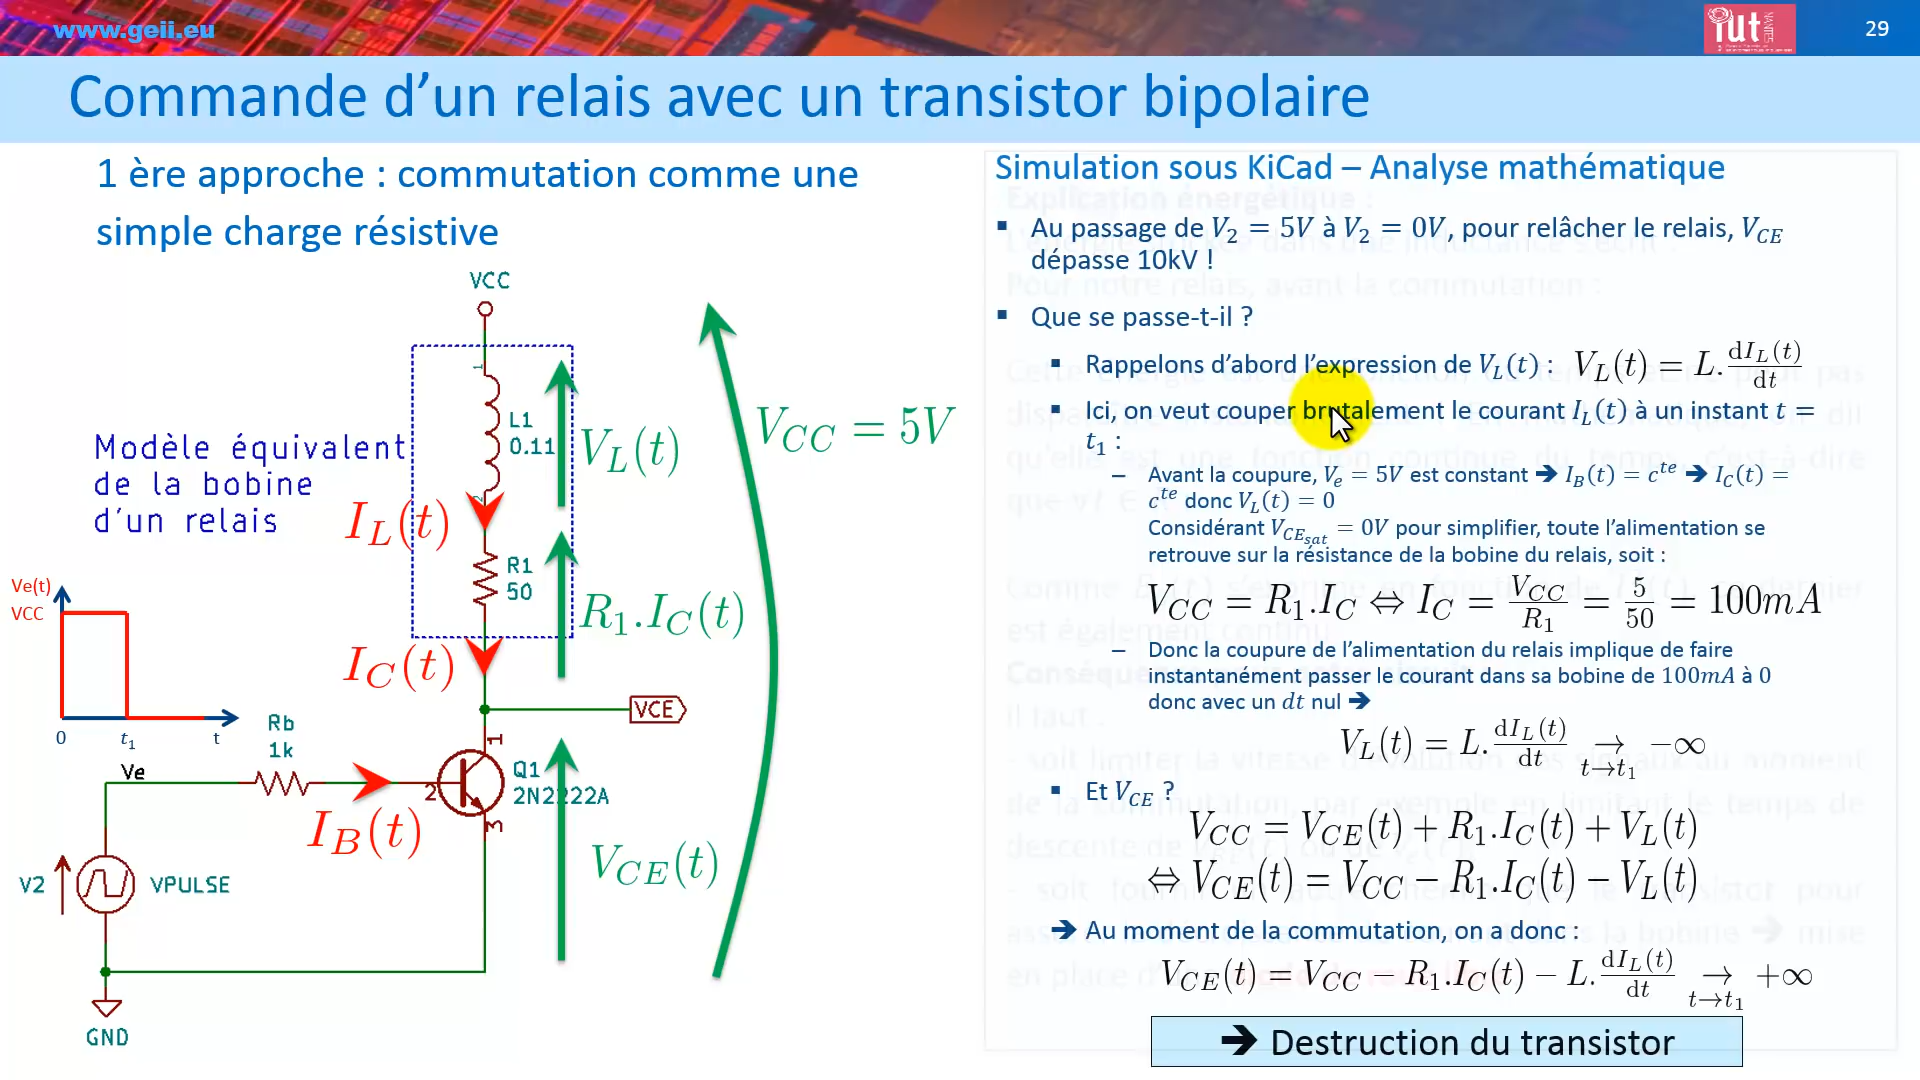 www.geii.eu
iut
NANTES
29
Commande d’un relais avec un transistor bipolaire
1 ère approche : commutation comme une
simple charge résistive
VCC
1
L1
0.11
2
V_L(t)
V_CC = 5V
Modèle équivalent
de la bobine
d’un relais
I_L(t)
R1
50
R_1.I_C(t)
I_C(t)
Ve(t)
VCC
0
t_1
t
VCE
Rb
1k
Ve
1
2
3
Q1
2N2222A
I_B(t)
V_CE(t)
V2
VPULSE
GND
Simulation sous KiCad – Analyse mathématique
▪ Au passage de V_2 = 5V à V_2 = 0V, pour relâcher le relais, V_CE
dépasse 10kV !
▪ Que se passe-t-il ?
▪ Rappelons d’abord l’expression de V_L(t) : V_L(t) = L.dI_L(t)/dt
▪ Ici, on veut couper brutalement le courant I_L(t) à un instant t =
t_1 :
– Avant la coupure, V_e = 5V est constant ➔ I_B(t) = c^te ➔ I_C(t) =
c^te donc V_L(t) = 0
Considérant V_CE_sat = 0V pour simplifier, toute l’alimentation se
retrouve sur la résistance de la bobine du relais, soit :
V_CC = R_1.I_C ⇔ I_C = V_CC/R_1 = 5/50 = 100mA
– Donc la coupure de l’alimentation du relais implique de faire
instantanément passer le courant dans sa bobine de 100mA à 0
donc avec un dt nul ➔
V_L(t) = L.dI_L(t)/dt → −∞
t→t_1
▪ Et V_CE ?
V_CC = V_CE(t) + R_1.I_C(t) + V_L(t)
⇔ V_CE(t) = V_CC − R_1.I_C(t) − V_L(t)
➔ Au moment de la commutation, on a donc :
V_CE(t) = V_CC − R_1.I_C(t) − L.dI_L(t)/dt → +∞
t→t_1
➔ Destruction du transistor